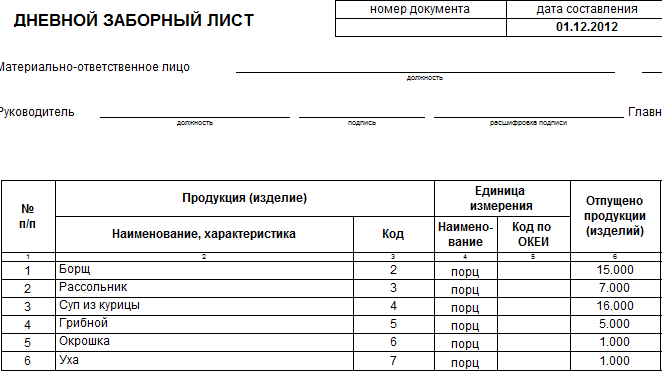 ДНЕВНОЙ ЗАБОРНЫЙ ЛИСТ
номер документа дата составления
01.12.2012
Материально-ответственное лицо
должность
Руководитель Главн
должность подпись расшифровка подписи
№ п/п Продукция (изделие) Единица измерения Отпущено продукции (изделий)
Наименование, характеристика Код Наимено-вание Код по ОКЕИ
1 2 3 4 5 6
1 Борщ 2 порц 15.000
2 Рассольник 3 порц 7.000
3 Суп из курицы 4 порц 16.000
4 Грибной 5 порц 5.000
5 Окрошка 6 порц 1.000
6 Уха 7 порц 1.000